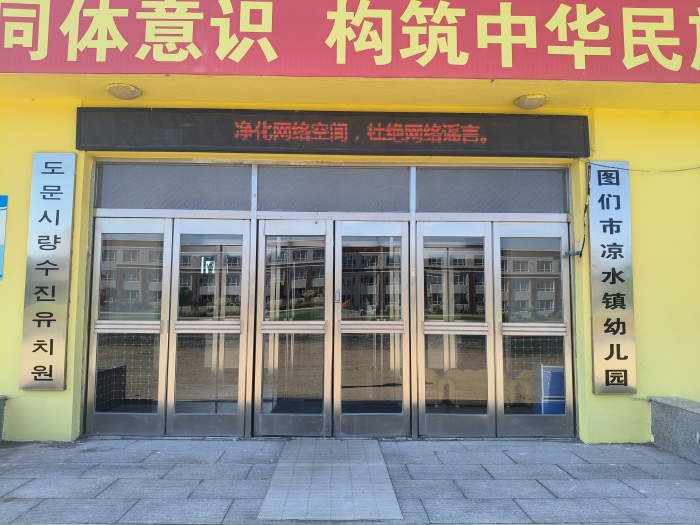 同体意识 构筑中华民族
净化网络空间，杜绝网络谣言。
도문시량수진유치원
图们市凉水镇幼儿园